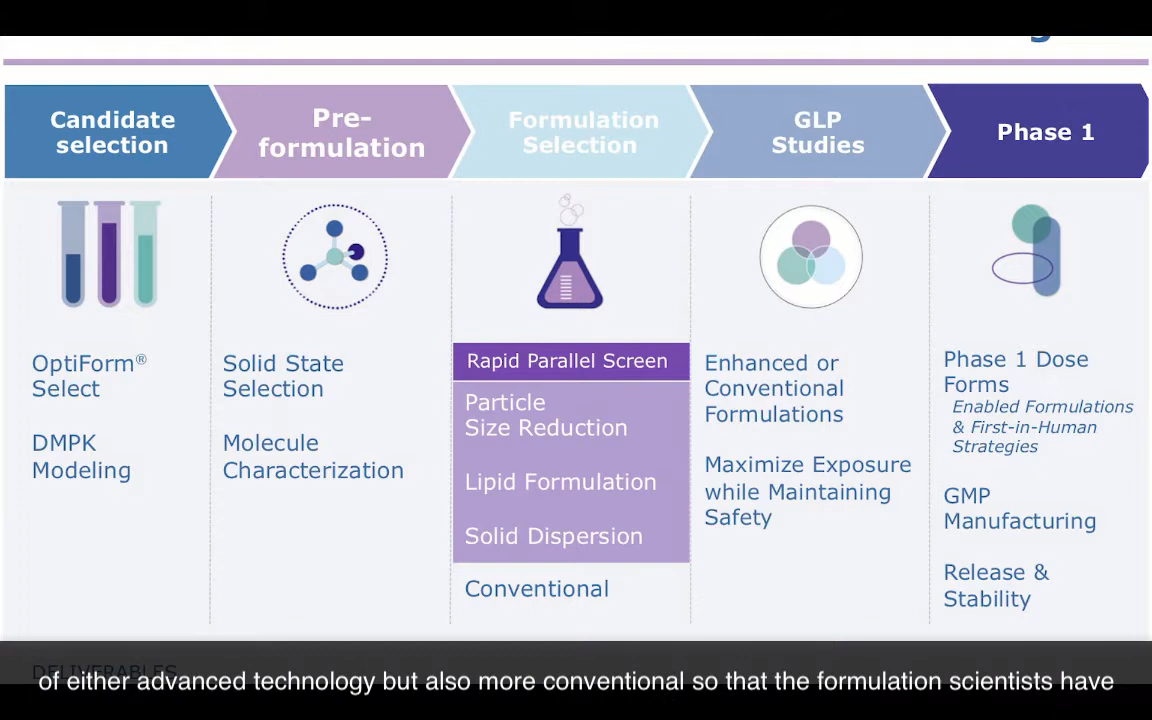 Candidate
selection
Pre-
formulation
Formulation
Selection
GLP
Studies
Phase 1
OptiForm®
Select
DMPK
Modeling
Solid State
Selection
Molecule
Characterization
Rapid Parallel Screen
Particle
Size Reduction
Lipid Formulation
Solid Dispersion
Conventional
Enhanced or
Conventional
Formulations
Maximize Exposure
while Maintaining
Safety
Phase 1 Dose
Forms
Enabled Formulations
& First-in-Human
Strategies
GMP
Manufacturing
Release &
Stability
DELIVERABLES
of either advanced technology but also more conventional so that the formulation scientists have